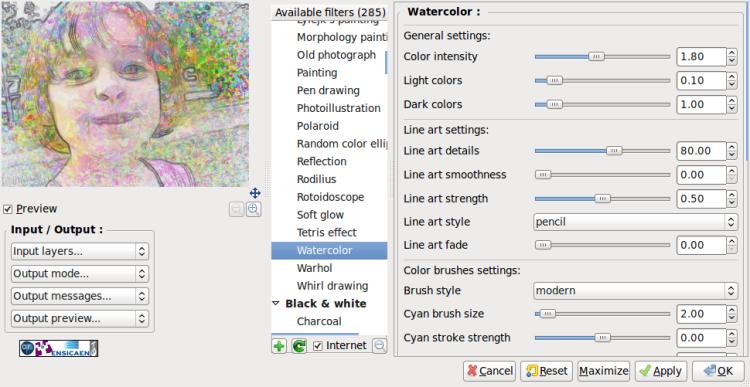 Available filters (285)
Lylejk's painting
Morphology painti
Old photograph
Painting
Pen drawing
Photoillustration
Polaroid
Random color ellip
Reflection
Rodilius
Rotoidoscope
Soft glow
Tetris effect
Watercolor
Warhol
Whirl drawing
Black & white
Charcoal
Internet
Preview
Input / Output :
Input layers...
Output mode...
Output messages...
Output preview...
ENSICAEN
Watercolor :
General settings:
Color intensity 1.80
Light colors 0.10
Dark colors 1.00
Line art settings:
Line art details 80.00
Line art smoothness 0.00
Line art strength 0.50
Line art style pencil
Line art fade 0.00
Color brushes settings:
Brush style modern
Cyan brush size 2.00
Cyan stroke strength 0.00
Cancel Reset Maximize Apply OK